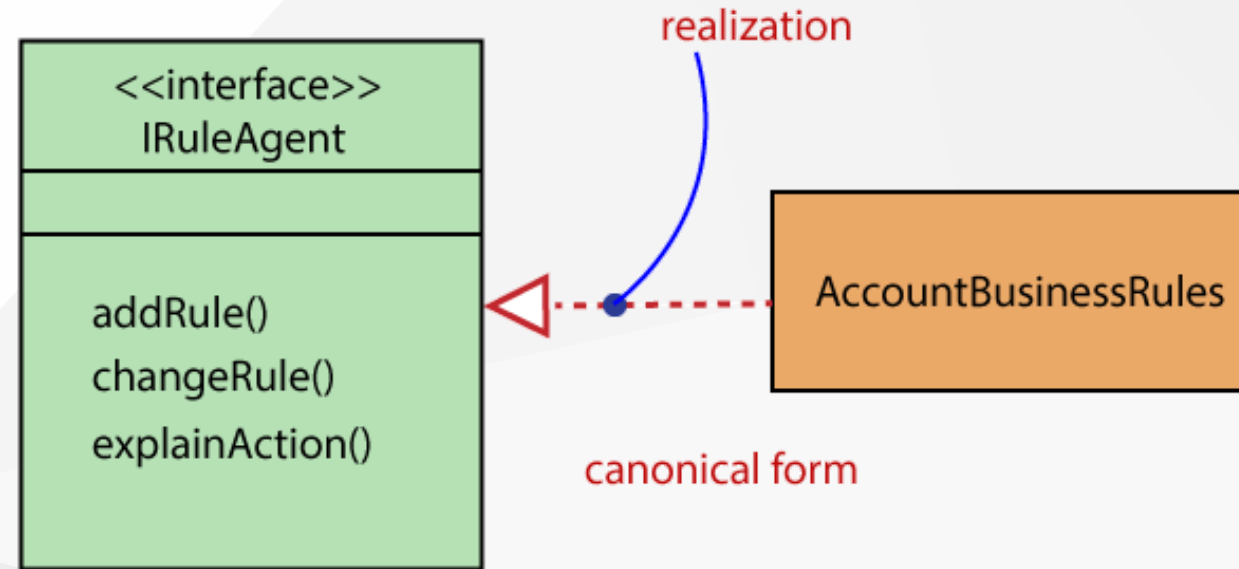 realization
<<interface>>
IRuleAgent
addRule()
changeRule()
explainAction()
AccountBusinessRules
canonical form